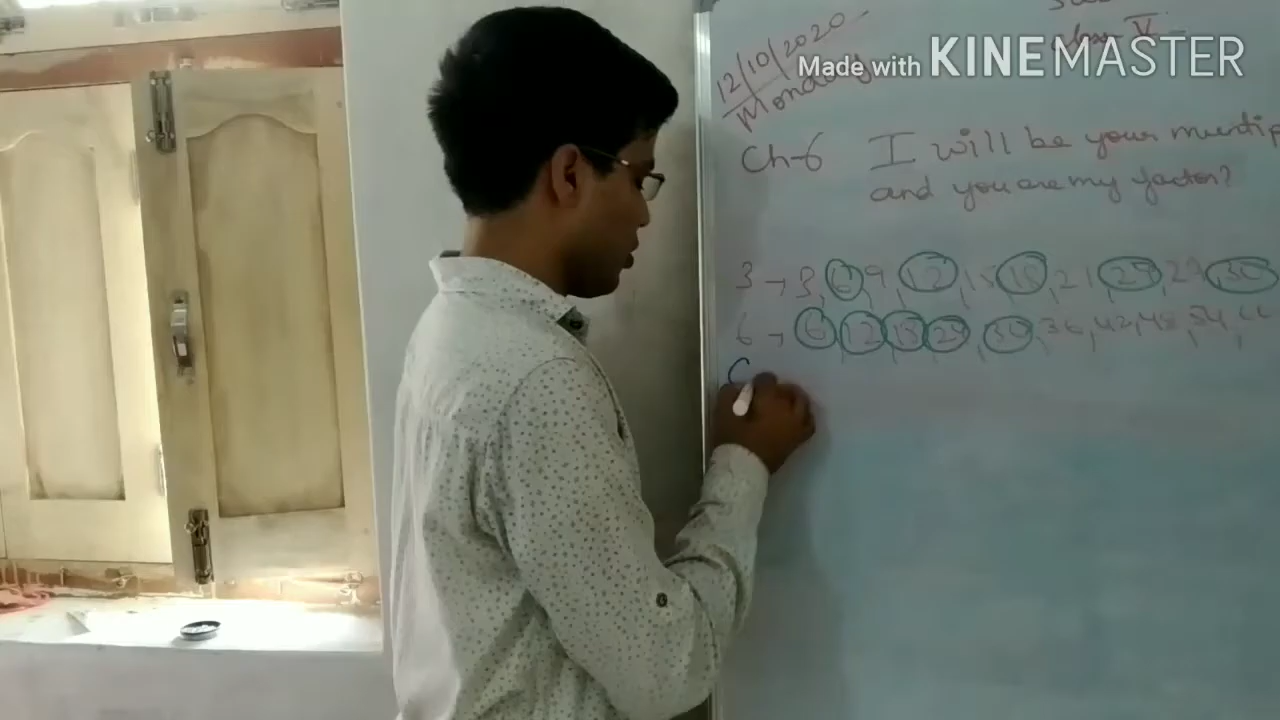 class - V
Made with KINEMASTER
12/10/2020
Monday
Ch-6 I will be your multip
and you are my factor?
3 → 3, 6, 9, 12, 15, 18, 21, 24, 27, 30
6 → 6, 12, 18, 24, 30, 36, 42, 48, 54,
C